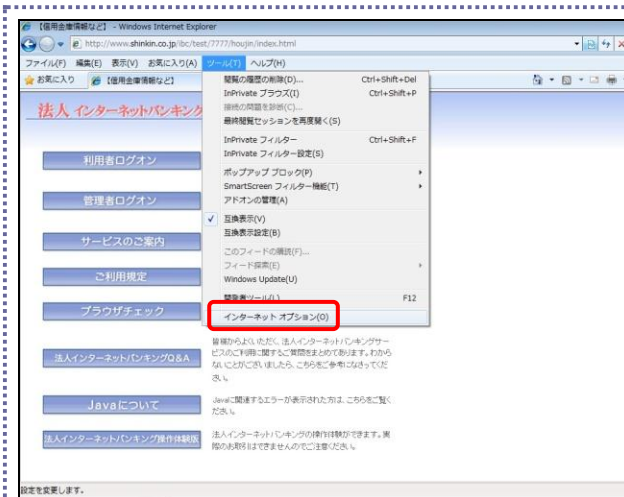 【信用金庫情報など】 - Windows Internet Explorer
http://www.shinkin.co.jp/ibc/test/7777/houjin/index.html
ファイル(F) 編集(E) 表示(V) お気に入り(A) ツール(T) ヘルプ(H)
お気に入り 【信用金庫情報など】
法人 インターネットバンキング
利用者ログオン
管理者ログオン
サービスのご案内
ご利用規定
ブラウザチェック
法人インターネットバンキングQ&A
Javaについて
法人インターネットバンキング操作体験版
閲覧の履歴の削除(D)... Ctrl+Shift+Del
InPrivate ブラウズ(I) Ctrl+Shift+P
接続の問題を診断(C)...
最終閲覧セッションを再度開く(S)
InPrivate フィルター Ctrl+Shift+F
InPrivate フィルター設定(S)
ポップアップ ブロック(P)
SmartScreen フィルター機能(T)
アドオンの管理(A)
互換表示(V)
互換表示設定(B)
このフィードの購読(F)...
フィード探索(E)
Windows Update(U)
開発者ツール(L) F12
インターネット オプション(O)
皆様からよくいただく、法人インターネットバンキングサー
ビスのご利用に関するご質問をまとめてあります。わから
ないことがございましたら、こちらをご参考になさってくだ
さい。
Javaに関連するエラーが表示された方は、こちらをご覧く
ださい。
法人インターネットバンキングの操作体験ができます。実
際のお取引はできませんのでご注意ください。
設定を変更します。